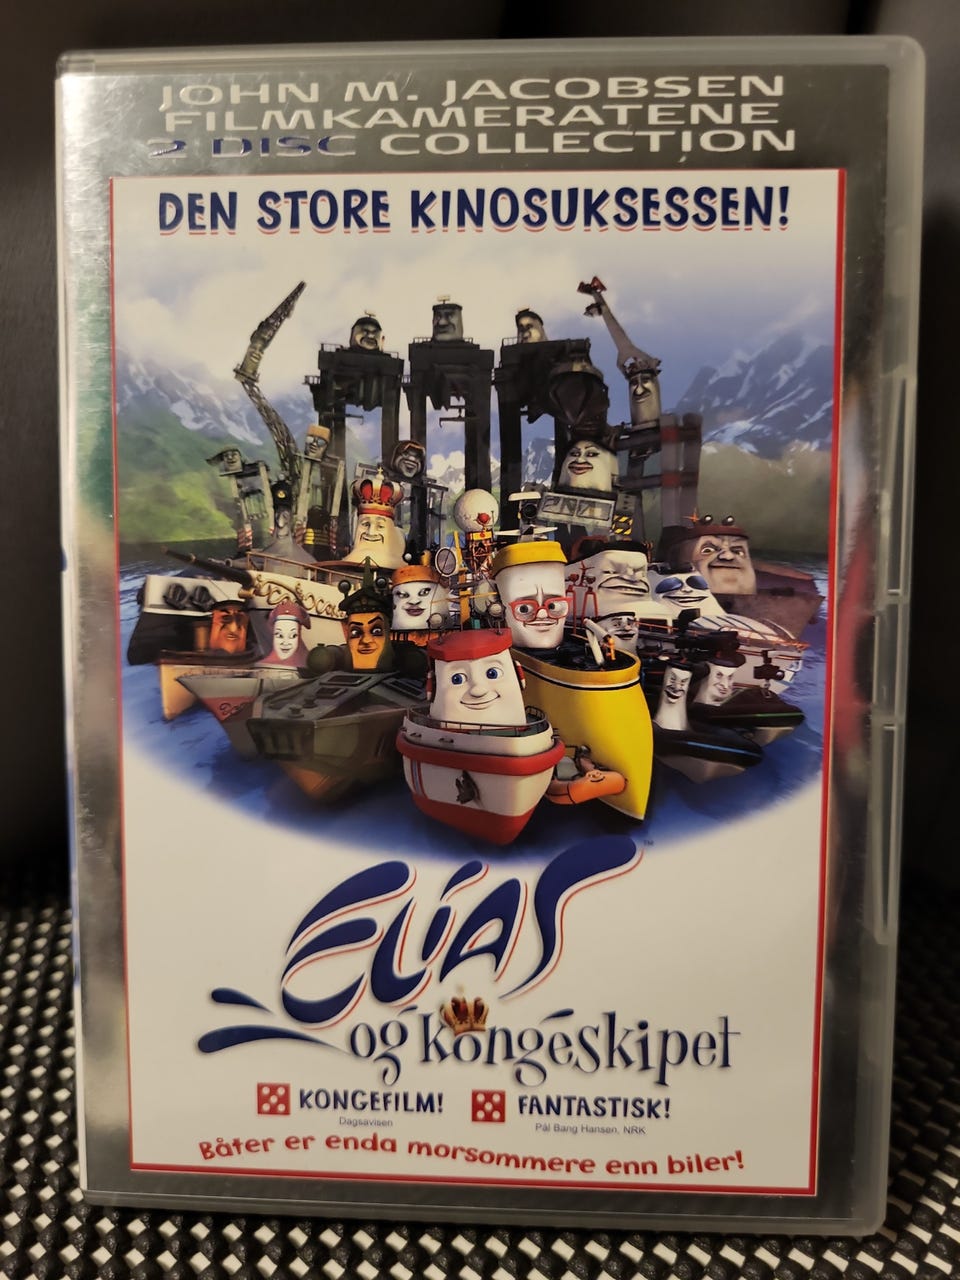 JOHN M. JACOBSEN
FILMKAMERATENE
2 DISC COLLECTION
DEN STORE KINOSUKSESSEN!
ELIAS™
og kongeskipet
KONGEFILM! FANTASTISK!
Dagsavisen Pål Bang Hansen, NRK
Båter er enda morsommere enn biler!